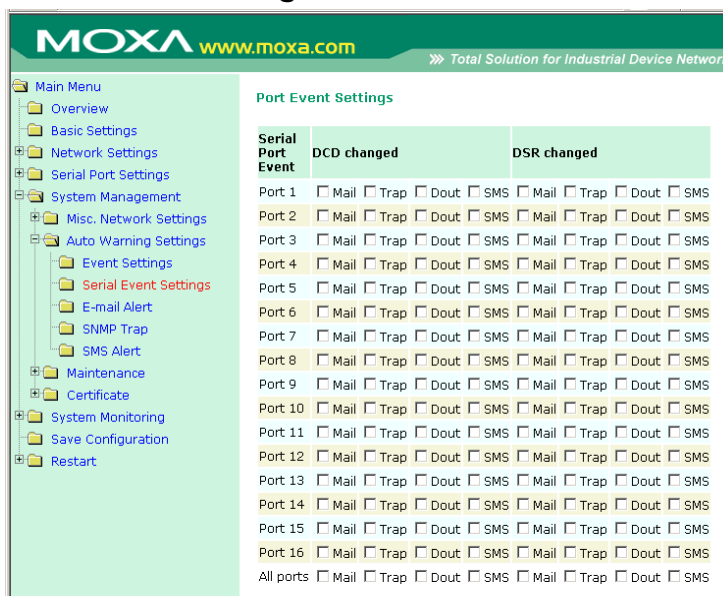 MOXA www.moxa.com
Total Solution for Industrial Device Networ
Main Menu
Overview
Basic Settings
Network Settings
Serial Port Settings
System Management
Misc. Network Settings
Auto Warning Settings
Event Settings
Serial Event Settings
E-mail Alert
SNMP Trap
SMS Alert
Maintenance
Certificate
System Monitoring
Save Configuration
Restart
Port Event Settings
Serial Port Event DCD changed DSR changed
Port 1 Mail Trap Dout SMS Mail Trap Dout SMS
Port 2 Mail Trap Dout SMS Mail Trap Dout SMS
Port 3 Mail Trap Dout SMS Mail Trap Dout SMS
Port 4 Mail Trap Dout SMS Mail Trap Dout SMS
Port 5 Mail Trap Dout SMS Mail Trap Dout SMS
Port 6 Mail Trap Dout SMS Mail Trap Dout SMS
Port 7 Mail Trap Dout SMS Mail Trap Dout SMS
Port 8 Mail Trap Dout SMS Mail Trap Dout SMS
Port 9 Mail Trap Dout SMS Mail Trap Dout SMS
Port 10 Mail Trap Dout SMS Mail Trap Dout SMS
Port 11 Mail Trap Dout SMS Mail Trap Dout SMS
Port 12 Mail Trap Dout SMS Mail Trap Dout SMS
Port 13 Mail Trap Dout SMS Mail Trap Dout SMS
Port 14 Mail Trap Dout SMS Mail Trap Dout SMS
Port 15 Mail Trap Dout SMS Mail Trap Dout SMS
Port 16 Mail Trap Dout SMS Mail Trap Dout SMS
All ports Mail Trap Dout SMS Mail Trap Dout SMS